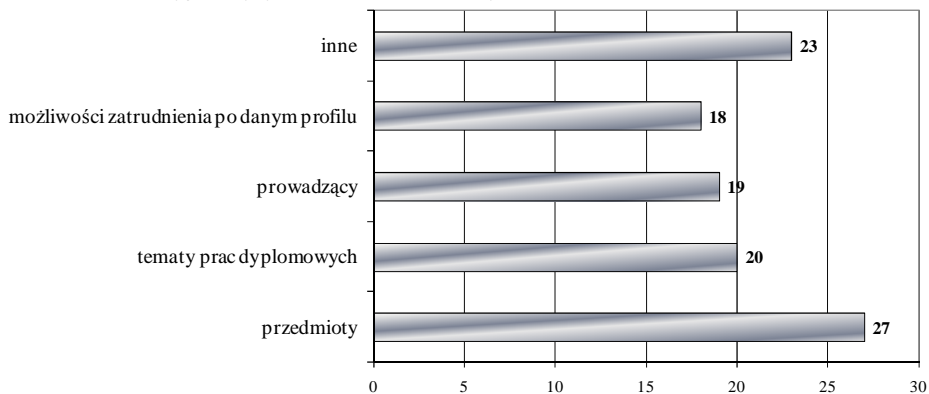 inne
23
możliwości zatrudnienia po danym profilu
18
prowadzący
19
tematy prac dyplomowych
20
przedmioty
27
0 5 10 15 20 25 30